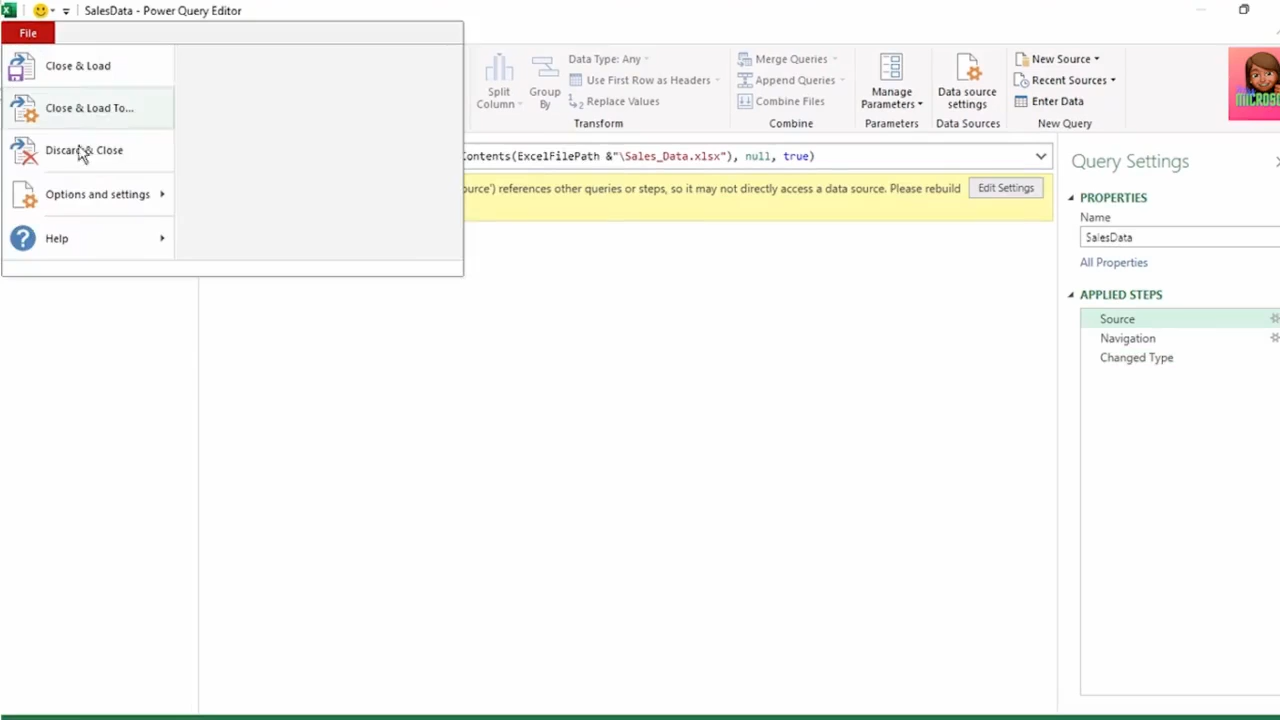 SalesData - Power Query Editor
File
Close & Load
Close & Load To...
Discard & Close
Options and settings
Help
Split
Column
Group
By
Data Type: Any
Use First Row as Headers
Replace Values
Transform
Merge Queries
Append Queries
Combine Files
Combine
Manage
Parameters
Parameters
Data source
settings
Data Sources
New Source
Recent Sources
Enter Data
New Query
MICROSO
Contents(ExcelFilePath &"\Sales_Data.xlsx"), null, true)
ource') references other queries or steps, so it may not directly access a data source. Please rebuild
Edit Settings
Query Settings
PROPERTIES
Name
SalesData
All Properties
APPLIED STEPS
Source
Navigation
Changed Type